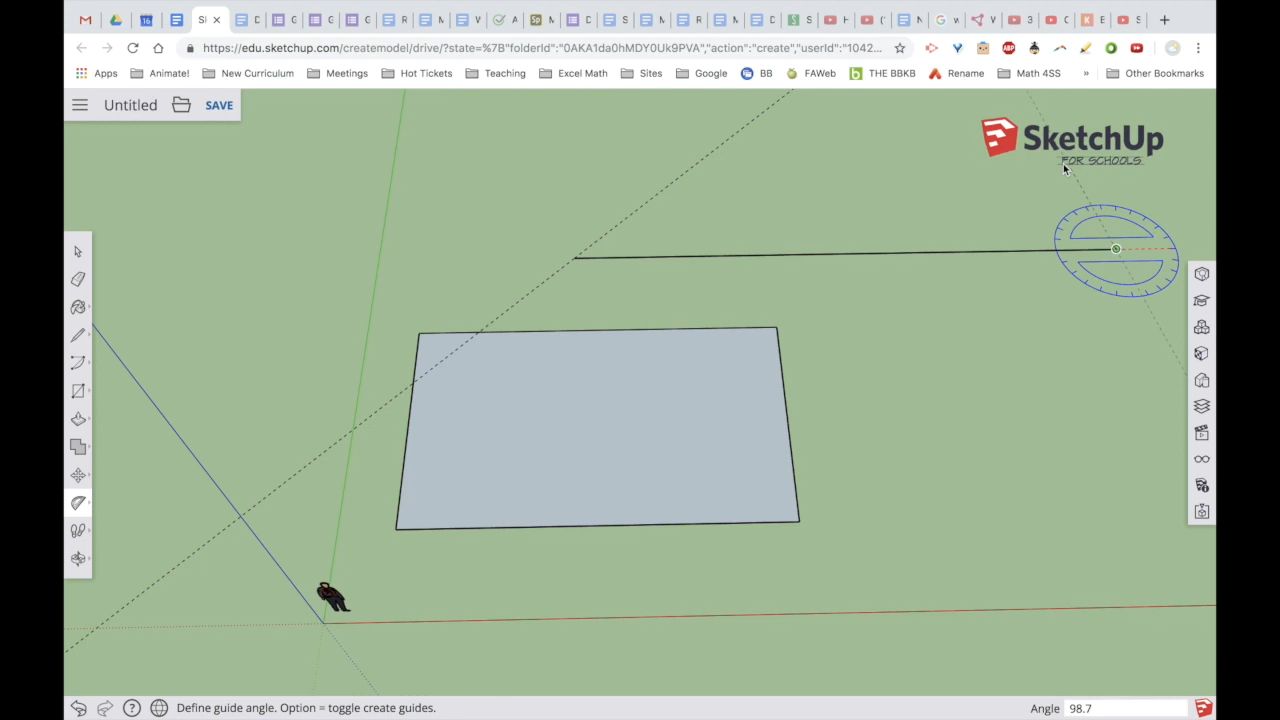 Sl
https://edu.sketchup.com/createmodel/drive/?state=%7B"folderId":"0AKA1da0hMDY0Uk9PVA","action":"create","userId":"1042...
Apps Animate! New Curriculum Meetings Hot Tickets Teaching Excel Math Sites Google BB FAWeb THE BBKB Rename Math 4SS » Other Bookmarks
Untitled SAVE
SketchUp
FOR SCHOOLS
Define guide angle. Option = toggle create guides. Angle 98.7